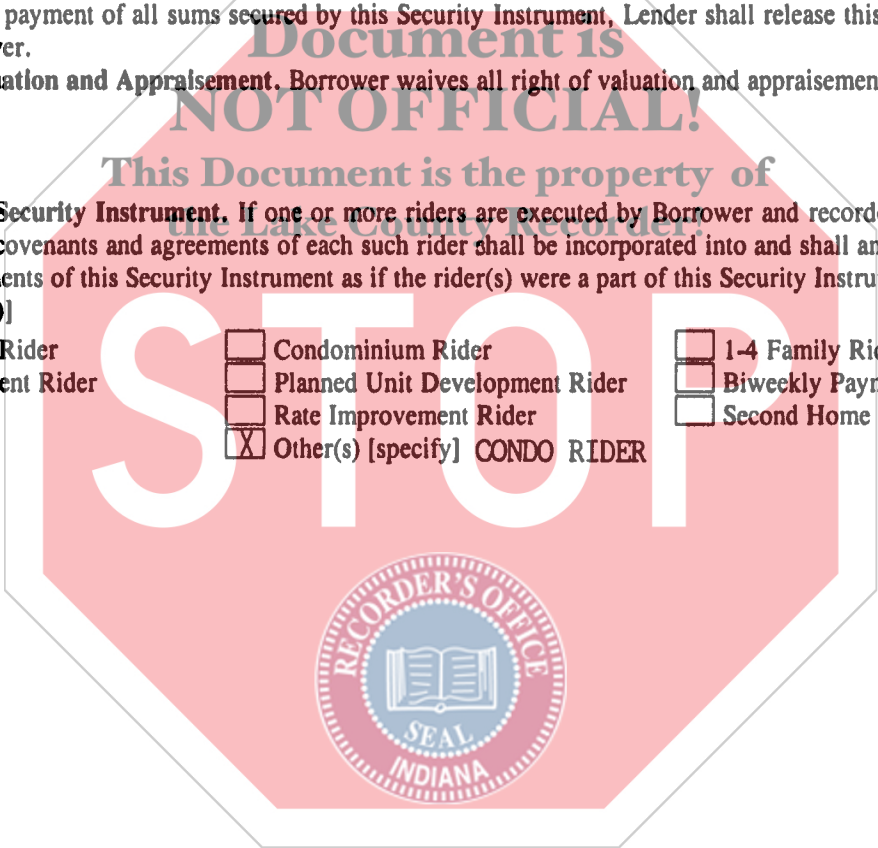 payment of all sums secured by this Security Instrument, Lender shall release this
er.
ation and Appraisement. Borrower waives all right of valuation and appraisemen
Document is
NOT OFFICIAL!
This Document is the property of
the Lake County Recorder!
Security Instrument. If one or more riders are executed by Borrower and record
covenants and agreements of each such rider shall be incorporated into and shall an
ents of this Security Instrument as if the rider(s) were a part of this Security Instru
)]
Rider Condominium Rider 1-4 Family Ric
ent Rider Planned Unit Development Rider Biweekly Payn
Rate Improvement Rider Second Home
X Other(s) [specify] CONDO RIDER
STOP
RECORDER'S OFFICE
SEAL
INDIANA